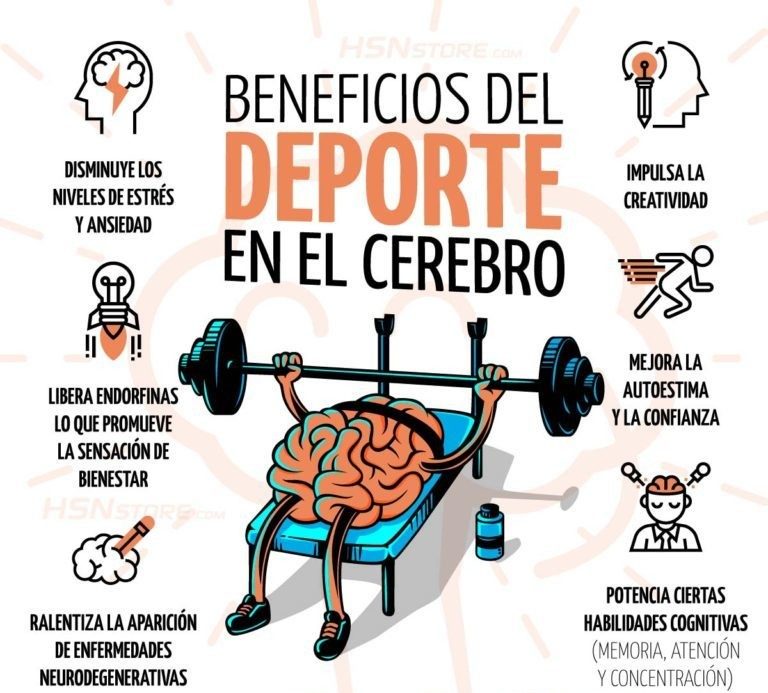 HSNSTORE.COM
BENEFICIOS DEL
DEPORTE
EN EL CEREBRO
DISMINUYE LOS
NIVELES DE ESTRÉS
Y ANSIEDAD
LIBERA ENDORFINAS
LO QUE PROMUEVE
LA SENSACIÓN DE
BIENESTAR
HSNSTORE.COM
RALENTIZA LA APARICIÓN
DE ENFERMEDADES
NEURODEGENERATIVAS
IMPULSA LA
CREATIVIDAD
MEJORA LA
AUTOESTIMA
Y LA CONFIANZA
POTENCIA CIERTAS
HABILIDADES COGNITIVAS
(MEMORIA, ATENCIÓN
Y CONCENTRACIÓN)